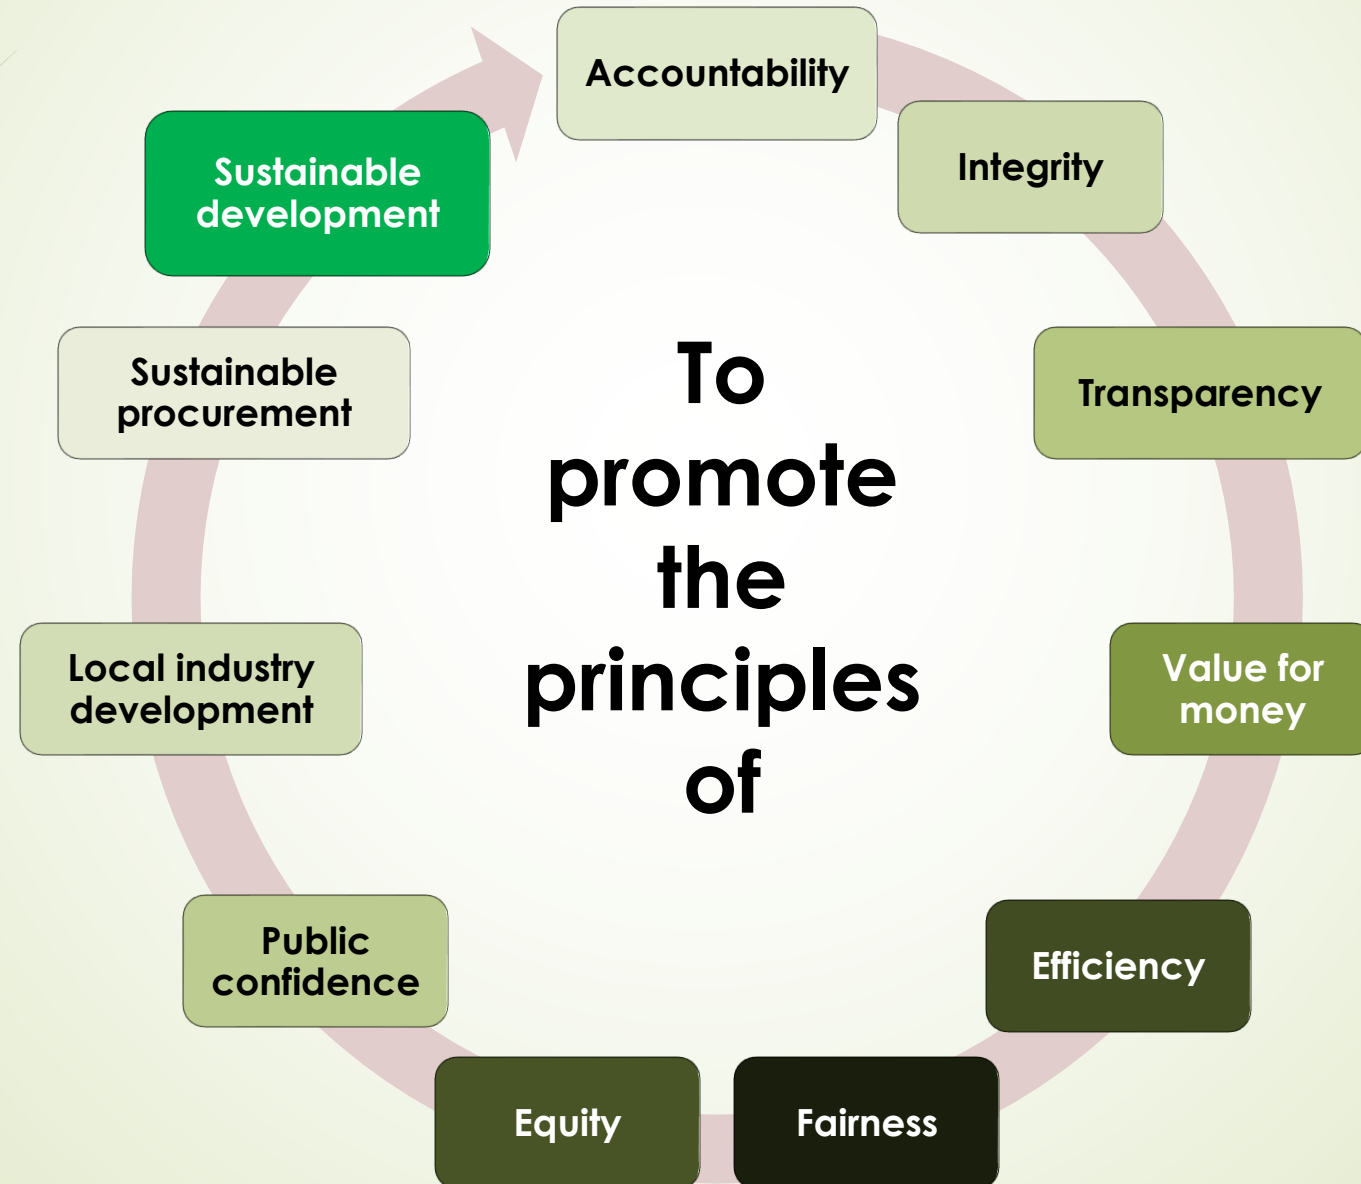 Accountability
Integrity
Transparency
Value for
money
Efficiency
Fairness
Equity
Public
confidence
Local industry
development
Sustainable
procurement
Sustainable
development
To
promote
the
principles
of